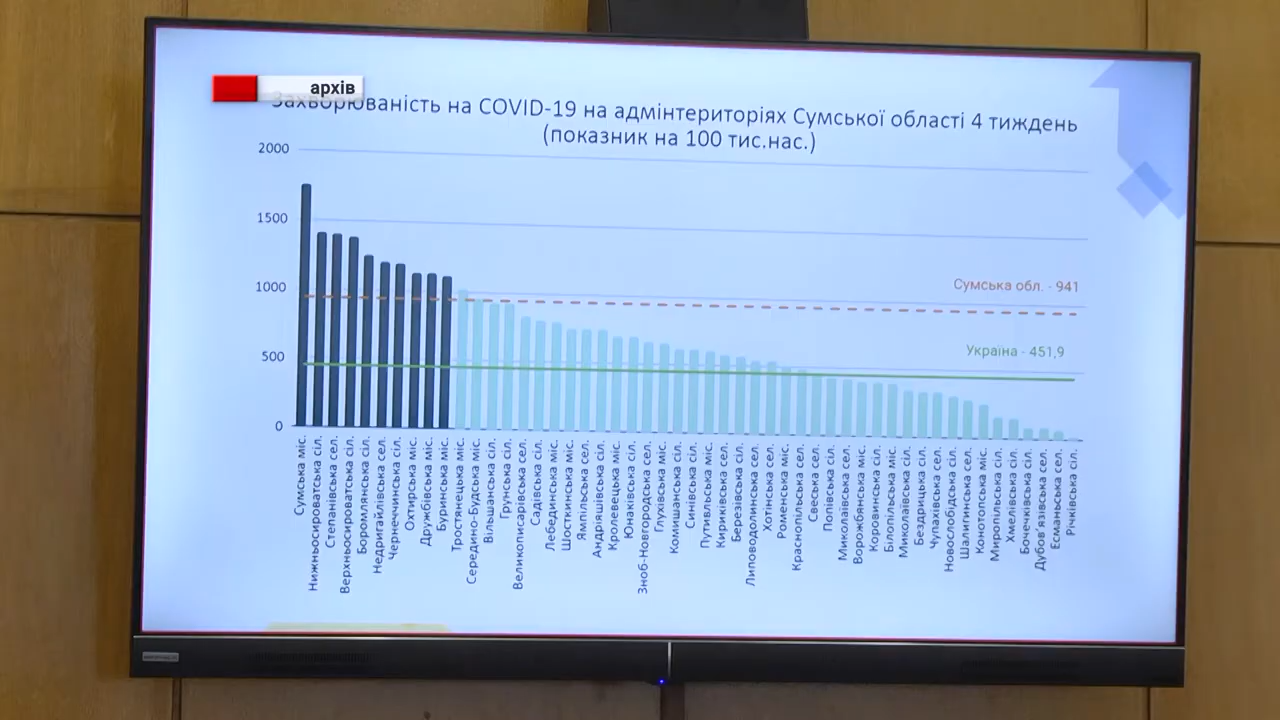 архів
Захворюваність на COVID-19 на адмінтериторіях Сумської області 4 тиждень
(показник на 100 тис.нас.)
2000
1500
1000
500
0
Сумська обл. - 941
Україна - 451,9
Сумська міс.
Нижньосироватська сіл.
Степанівська сел.
Верхньосироватська сіл.
Боромлянська сіл.
Недригайлівська сел.
Чернеччинська сіл.
Охтирська міс.
Дружбівська міс.
Буринська міс.
Тростянецька міс.
Середино-Будська міс.
Вільшанська сіл.
Грунська сіл.
Великописарівська сел.
Садівська сіл.
Лебединська міс.
Шосткинська міс.
Ямпільська сел.
Андріяшівська сіл.
Кролевецька міс.
Юнаківська сіл.
Зноб-Новгородська сел.
Глухівська міс.
Комишанська сіл.
Синівська сіл.
Путивльська міс.
Кириківська сел.
Березівська сіл.
Липоводолинська сел.
Хотінська сел.
Роменська міс.
Краснопільська сел.
Свеська сел.
Попівська сіл.
Миколаївська сел.
Ворожбянська міс.
Коровинська сіл.
Білопільська міс.
Миколаївська сіл.
Бездрицька сіл.
Чупахівська сел.
Новослобідська сіл.
Шалигинська сел.
Конотопська міс.
Миропільська сіл.
Хмелівська сіл.
Бочечківська сіл.
Дубов'язівська сел.
Есманьська сел.
Річківська сіл.